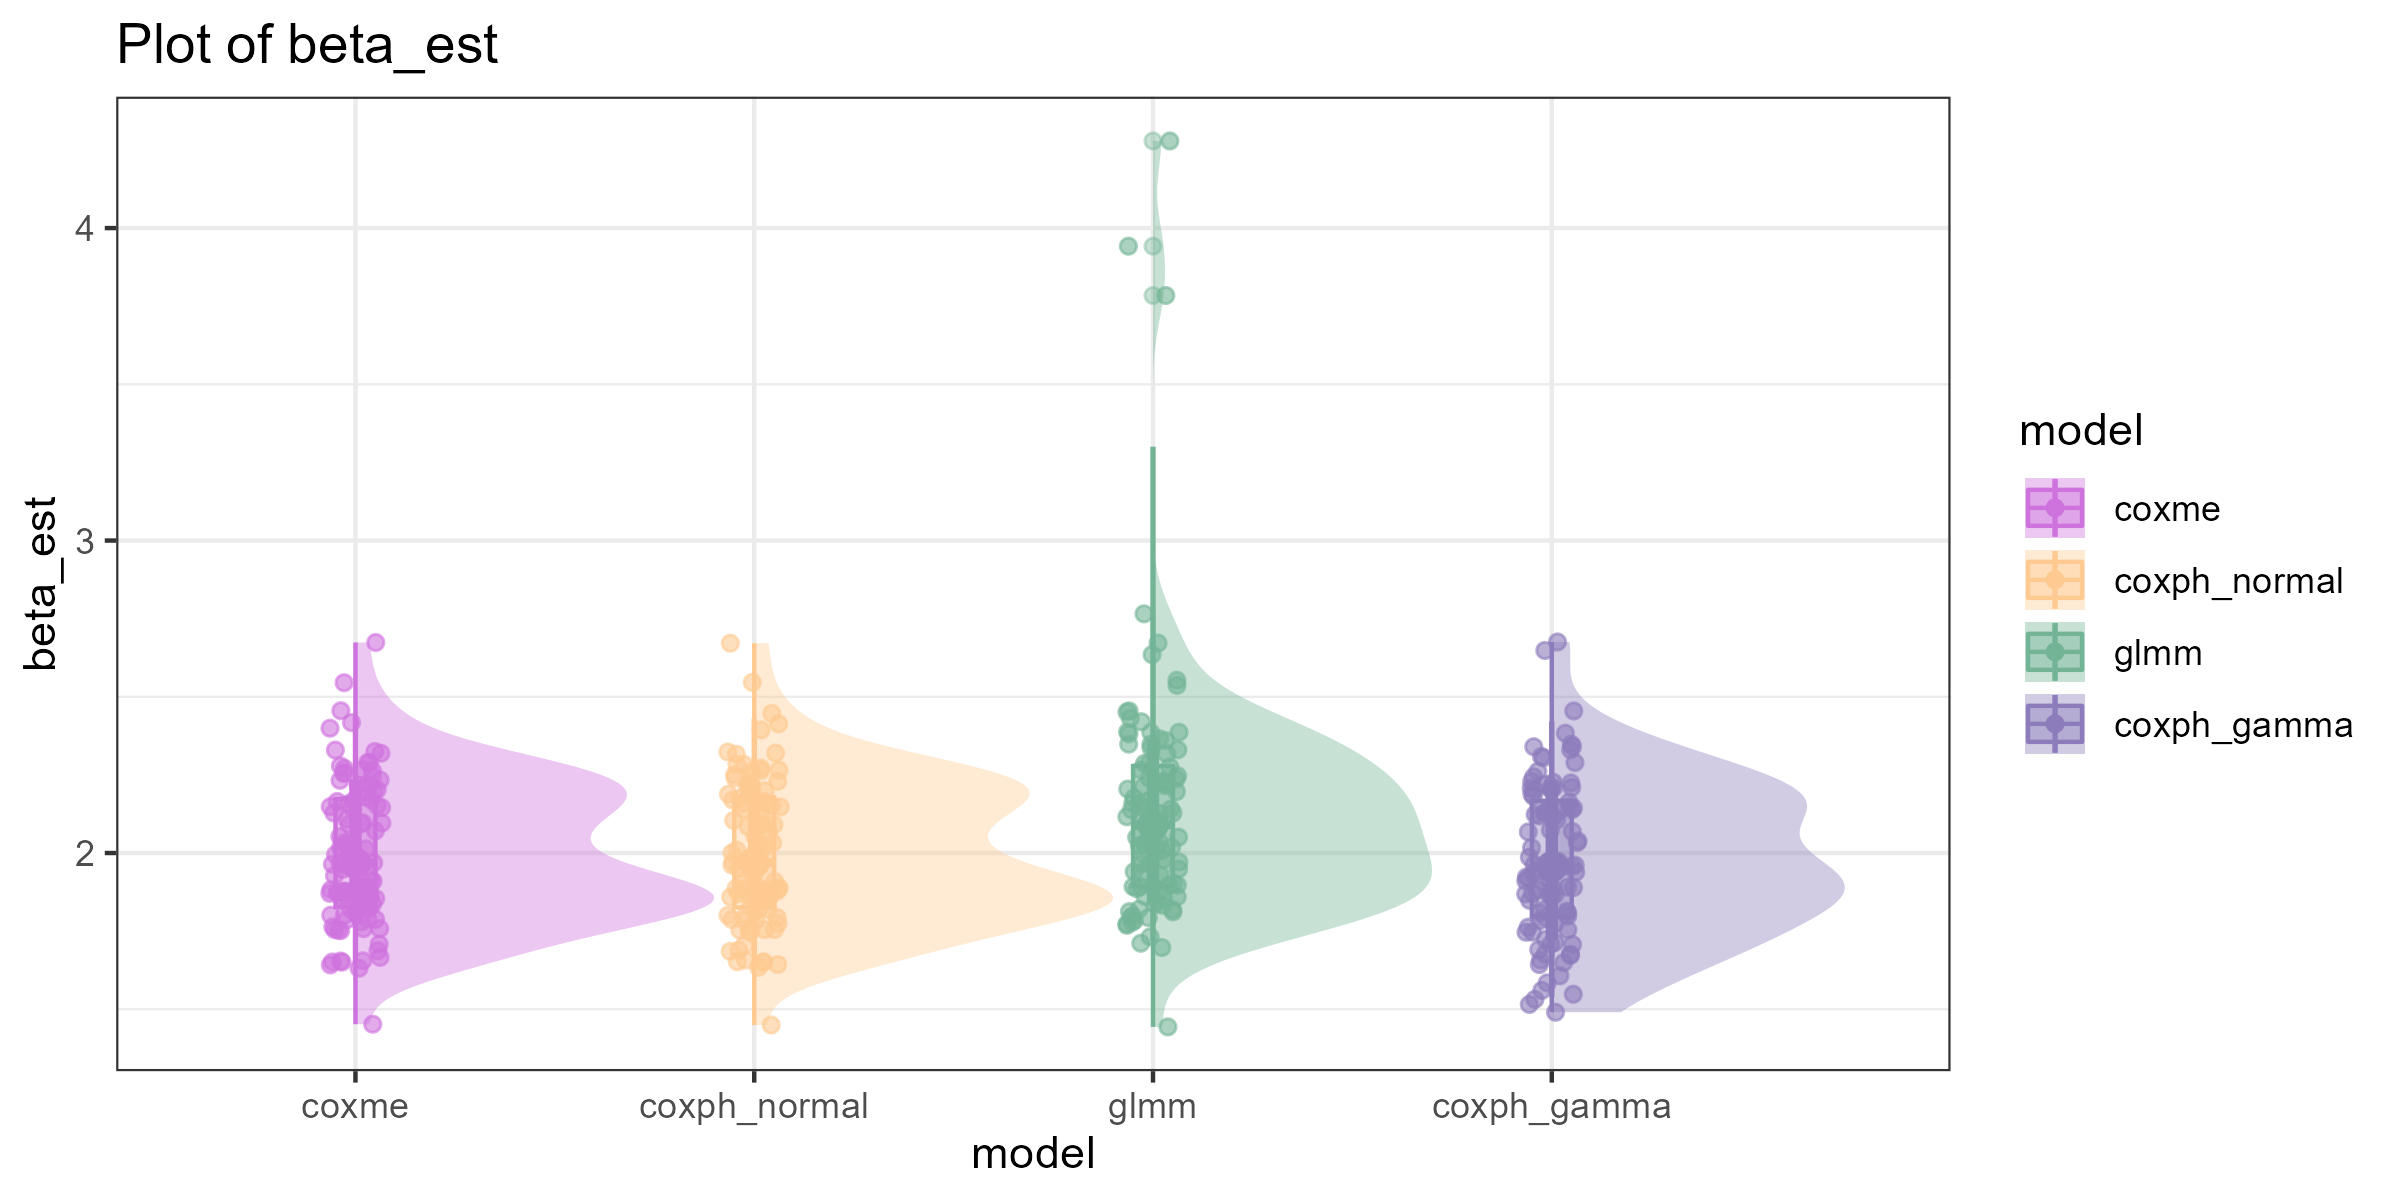 Plot of beta_est
beta_est
4
3
2
coxme
coxph_normal
glmm
coxph_gamma
model
model
coxme
coxph_normal
glmm
coxph_gamma